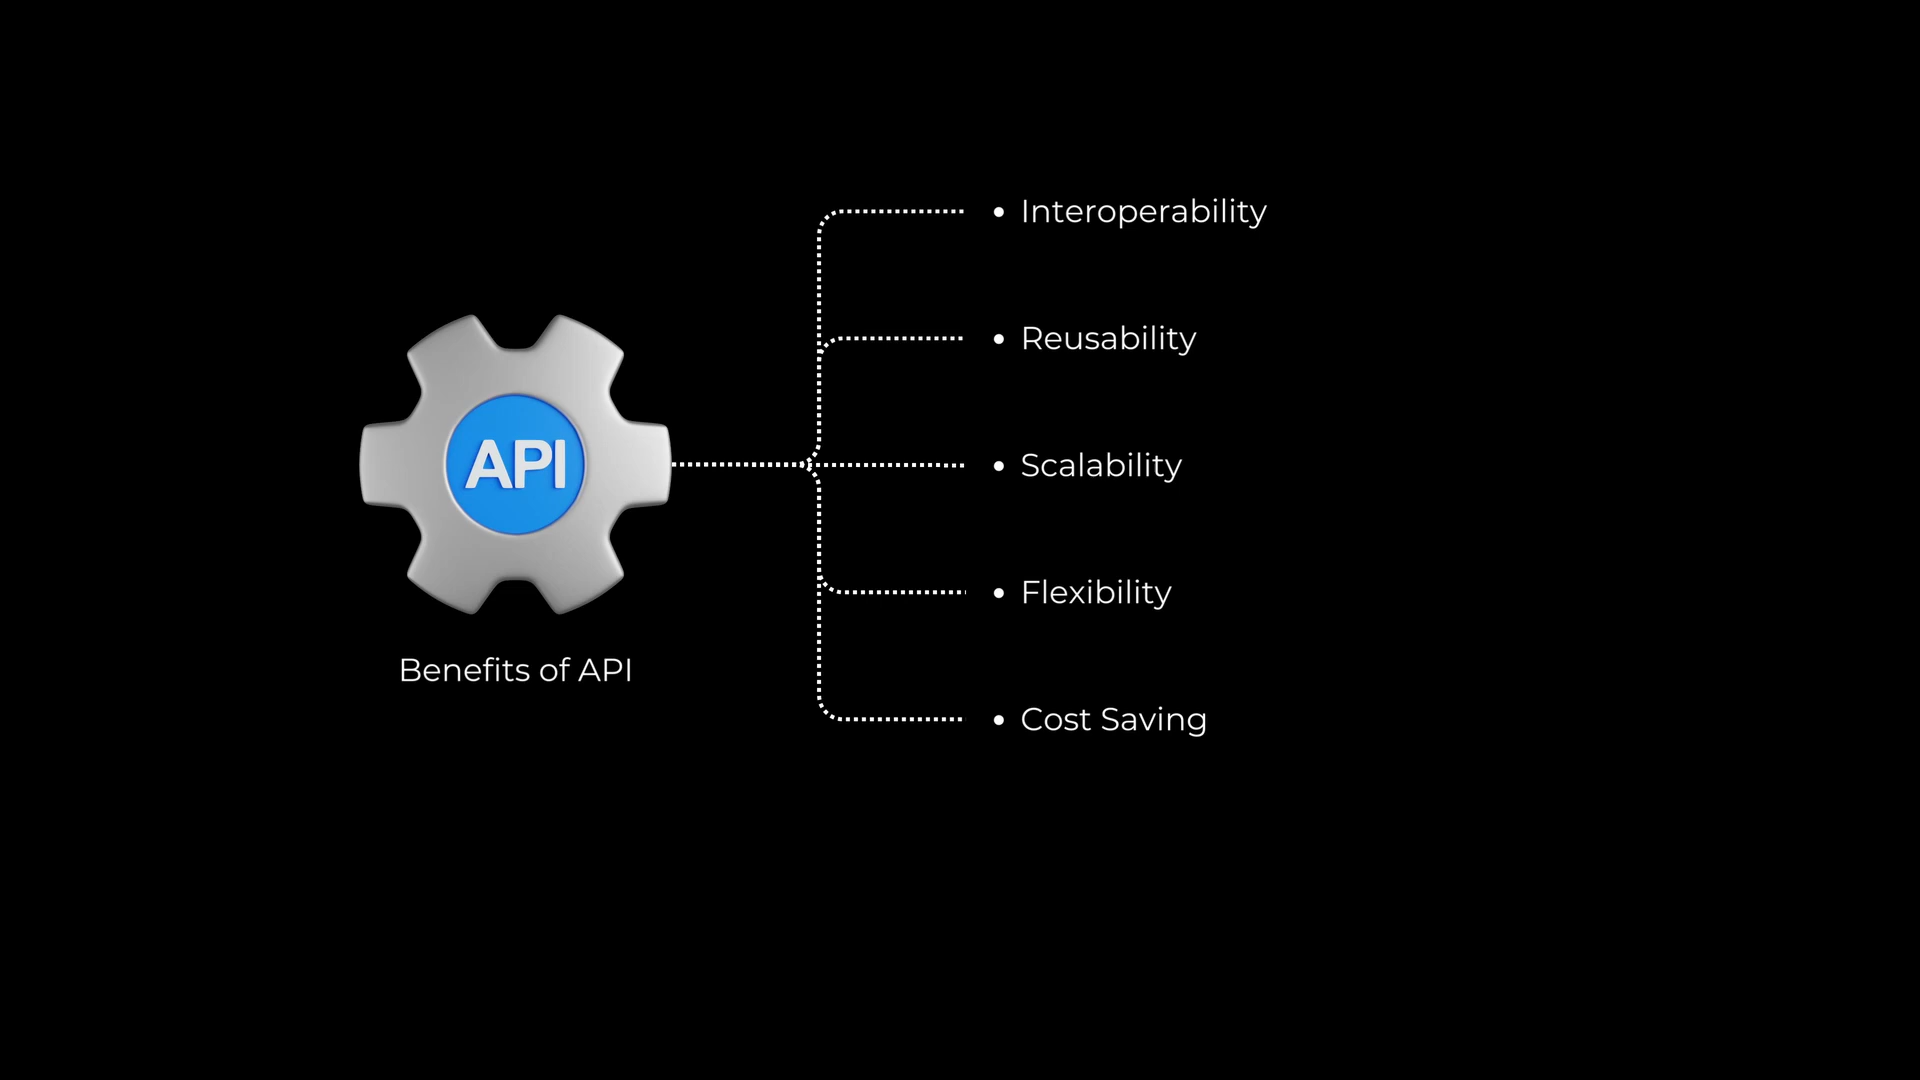 API
Benefits of API
• Interoperability
• Reusability
• Scalability
• Flexibility
• Cost Saving